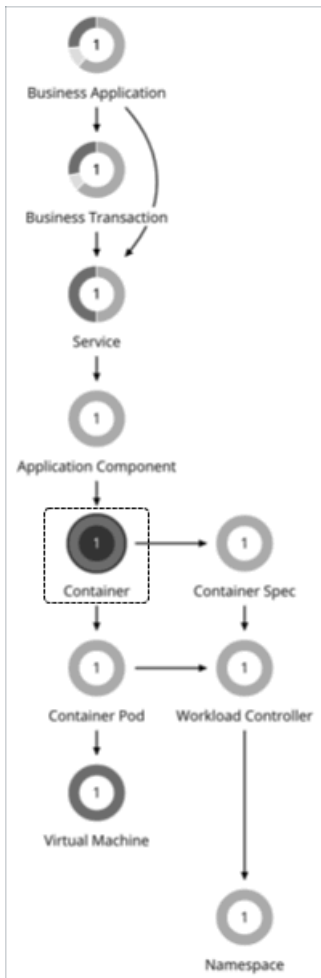 1
Business Application
1
Business Transaction
1
Service
1
Application Component
1
Container
1
Container Spec
1
Container Pod
1
Workload Controller
1
Virtual Machine
1
Namespace